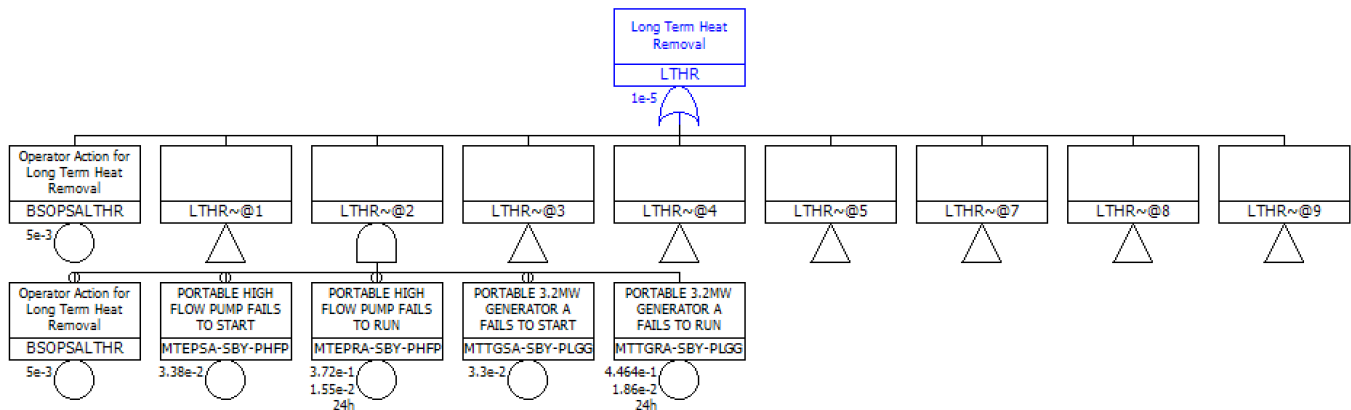 Long Term Heat
Removal
LTHR
1e-5
Operator Action for
Long Term Heat
Removal
BSOPSALTHR
5e-3
LTHR~@1
LTHR~@2
LTHR~@3
LTHR~@4
LTHR~@5
LTHR~@7
LTHR~@8
LTHR~@9
Operator Action for
Long Term Heat
Removal
BSOPSALTHR
5e-3
PORTABLE HIGH
FLOW PUMP FAILS
TO START
MTEPSA-SBY-PHFP
3.38e-2
PORTABLE HIGH
FLOW PUMP FAILS
TO RUN
MTEPRA-SBY-PHFP
3.72e-1
1.55e-2
24h
PORTABLE 3.2MW
GENERATOR A
FAILS TO START
MTTGSA-SBY-PLGG
3.3e-2
PORTABLE 3.2MW
GENERATOR A
FAILS TO RUN
MTTGRA-SBY-PLGG
4.464e-1
1.86e-2
24h